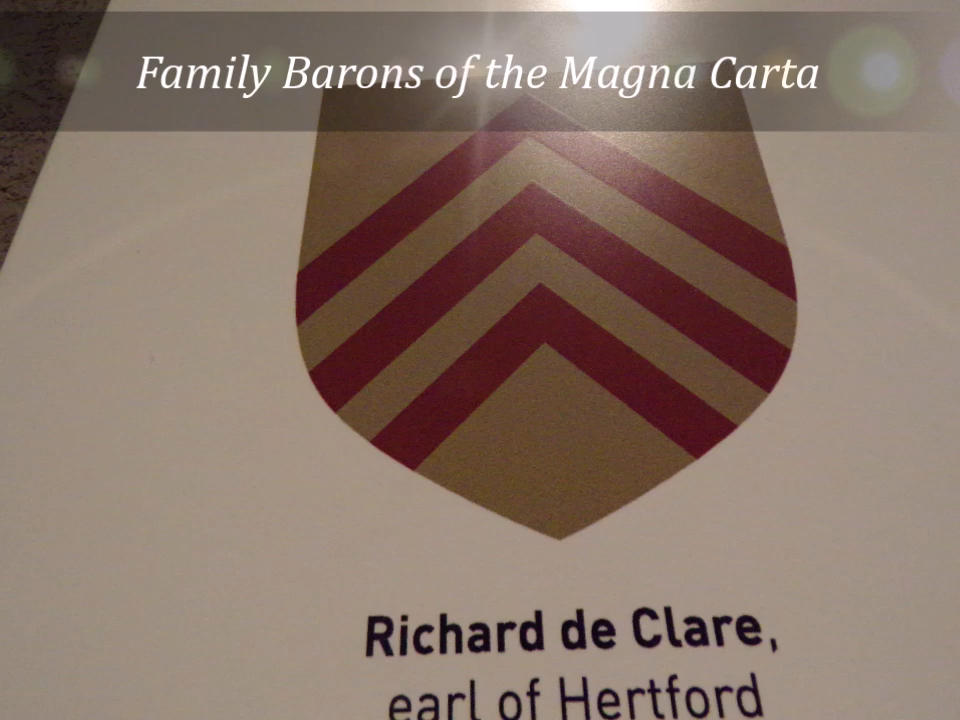 Family Barons of the Magna Carta
Richard de Clare,
earl of Hertford